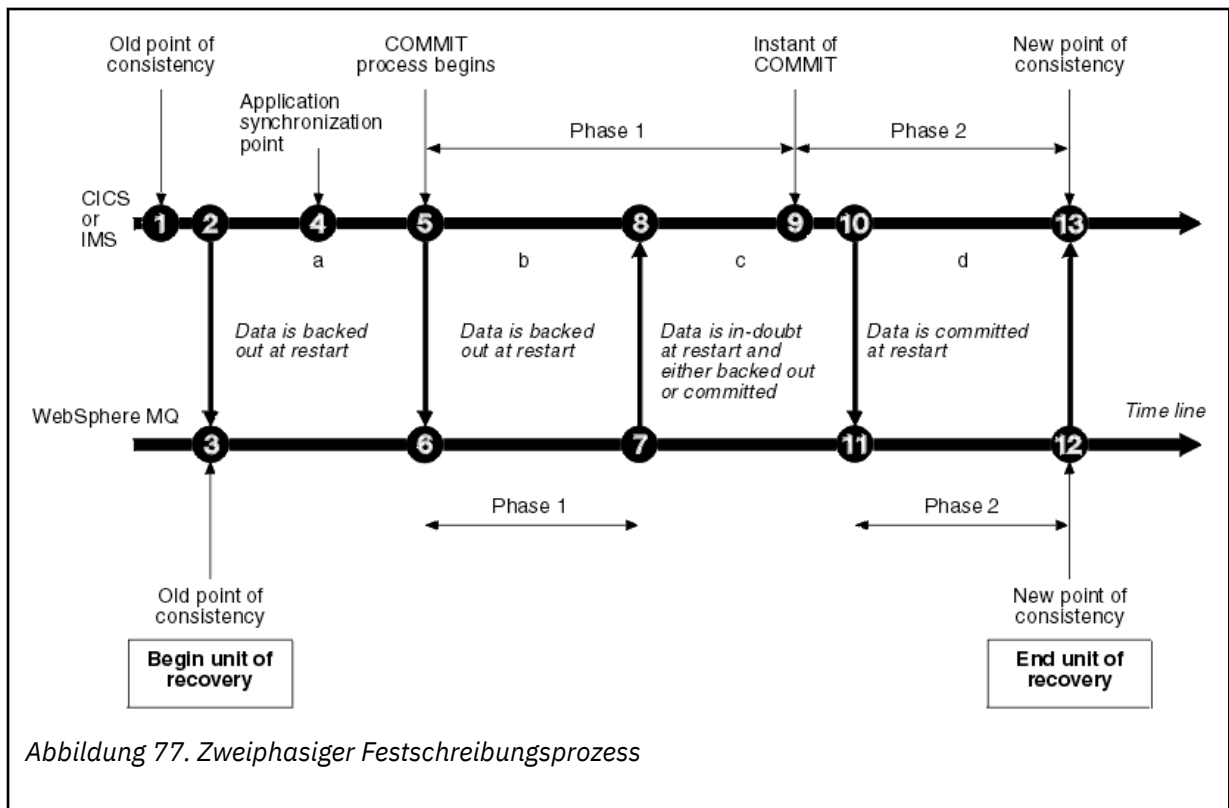 Old point of
consistency
COMMIT
process begins
Instant of
COMMIT
New point of
consistency
Application
synchronization
point
Phase 1
Phase 2
CICS
or
IMS
1
2
4
5
8
9
10
13
a
b
c
d
Data is backed
out at restart
Data is backed
out at restart
Data is in-doubt
at restart and
either backed out
or committed
Data is committed
at restart
WebSphere MQ
Time line
3
6
7
11
12
Phase 1
Phase 2
Old point of
consistency
New point of
consistency
Begin unit of
recovery
End unit of
recovery
Abbildung 77. Zweiphasiger Festschreibungsprozess